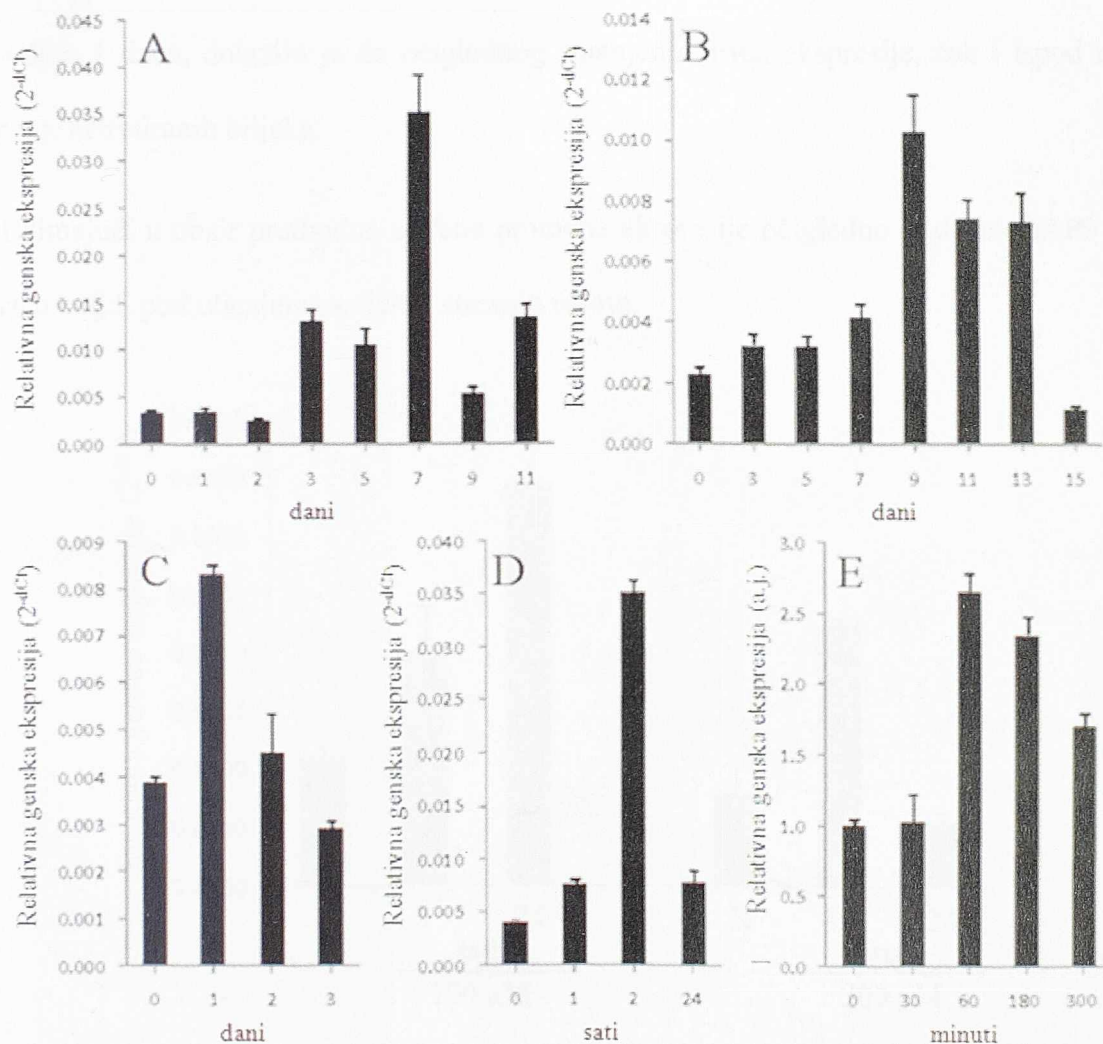 A
Relativna genska ekspresija (2-dCt)
0.045
0.040
0.035
0.030
0.025
0.020
0.015
0.010
0.005
0.000
0 1 2 3 5 7 9 11
dani
B
Relativna genska ekspresija (2-dCt)
0.014
0.012
0.010
0.008
0.006
0.004
0.002
0.000
0 3 5 7 9 11 13 15
dani
C
Relativna genska ekspresija (2-dCt)
0.009
0.008
0.007
0.006
0.005
0.004
0.003
0.002
0.001
0.000
0 1 2 3
dani
D
Relativna genska ekspresija (2-dCt)
0.040
0.035
0.030
0.025
0.020
0.015
0.010
0.005
0.000
0 1 2 24
sati
E
Relativna genska ekspresija (a.j.)
3.0
2.5
2.0
1.5
1.0
0.5
0.0
0 30 60 180 300
minuti